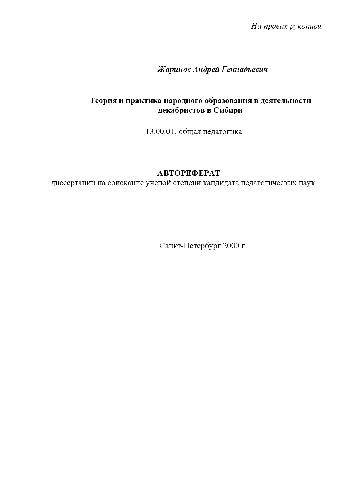 На правах рукописи
Андрей Геннадьевич
Теория и практика народного образования в деятельности
декабристов в Сибири
13.00.01. общая педагогика
АВТОРЕФЕРАТ
диссертации на соискание ученой степени кандидата педагогических наук
Санкт-Петербург 2000 г